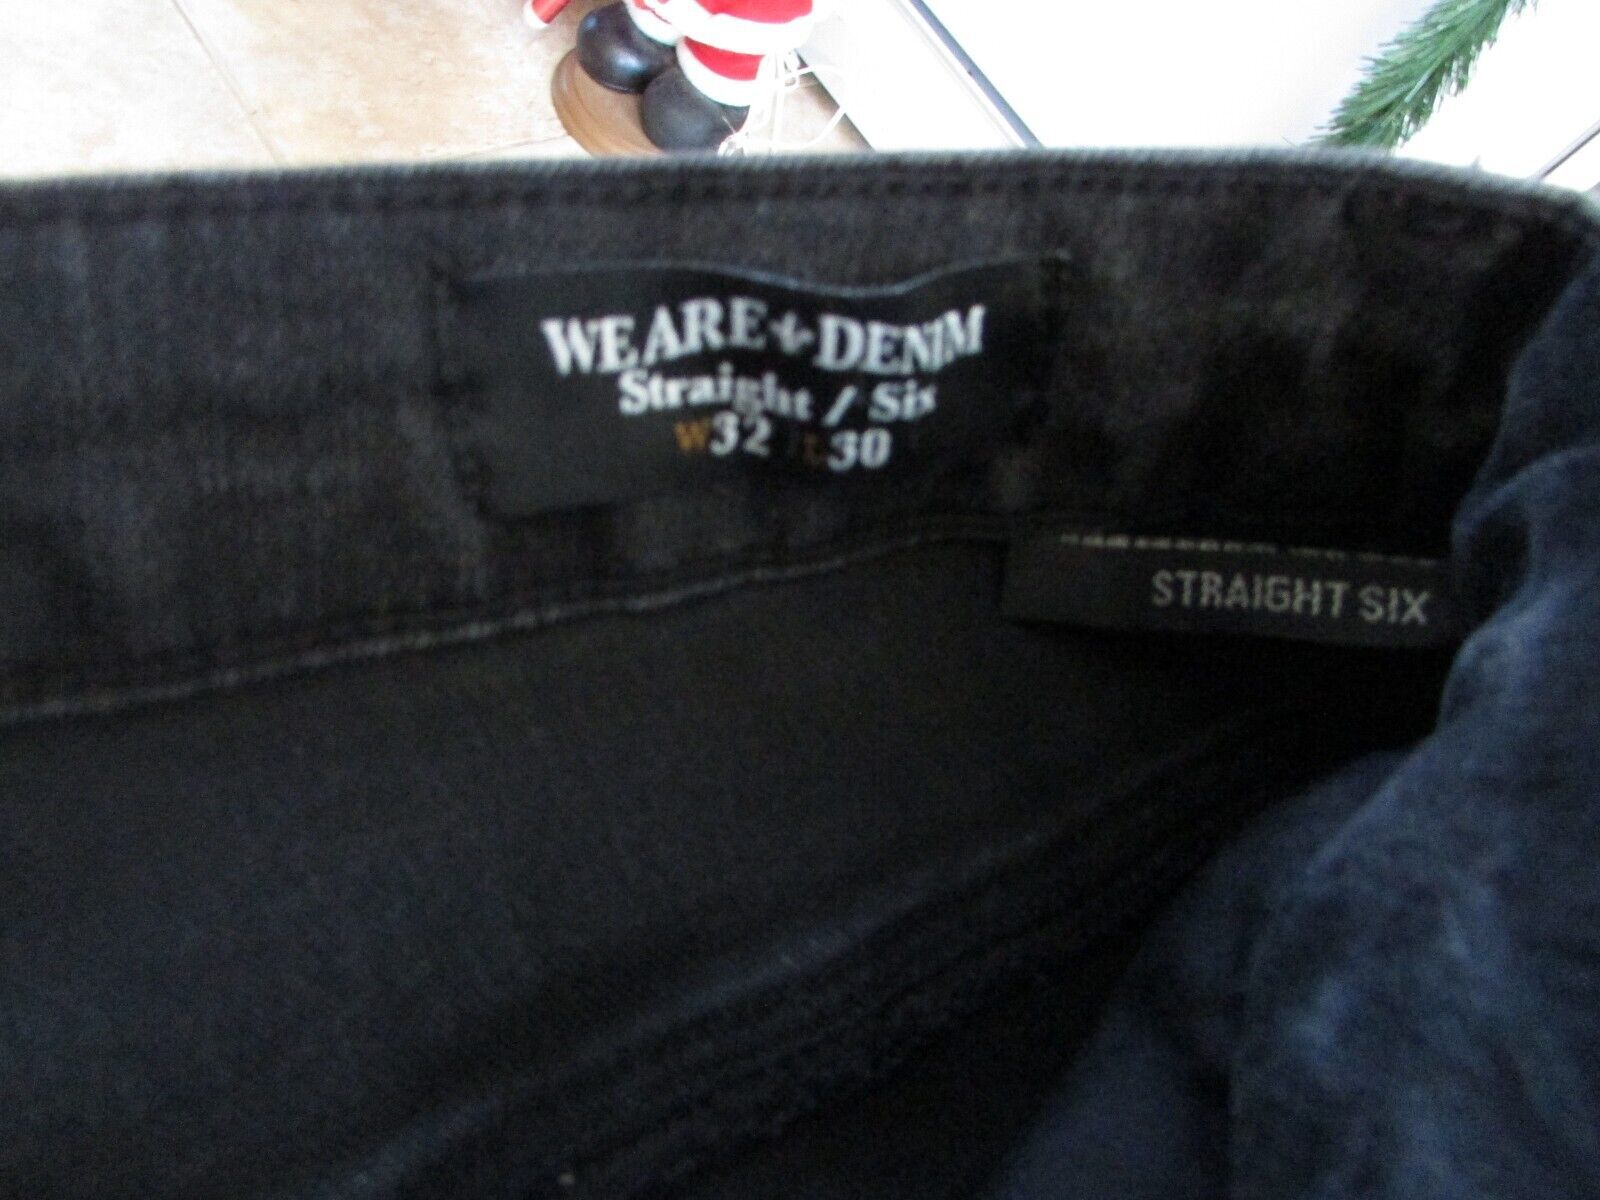 WE ARE DENIM
Straight / Six
W32 L30
STRAIGHT SIX